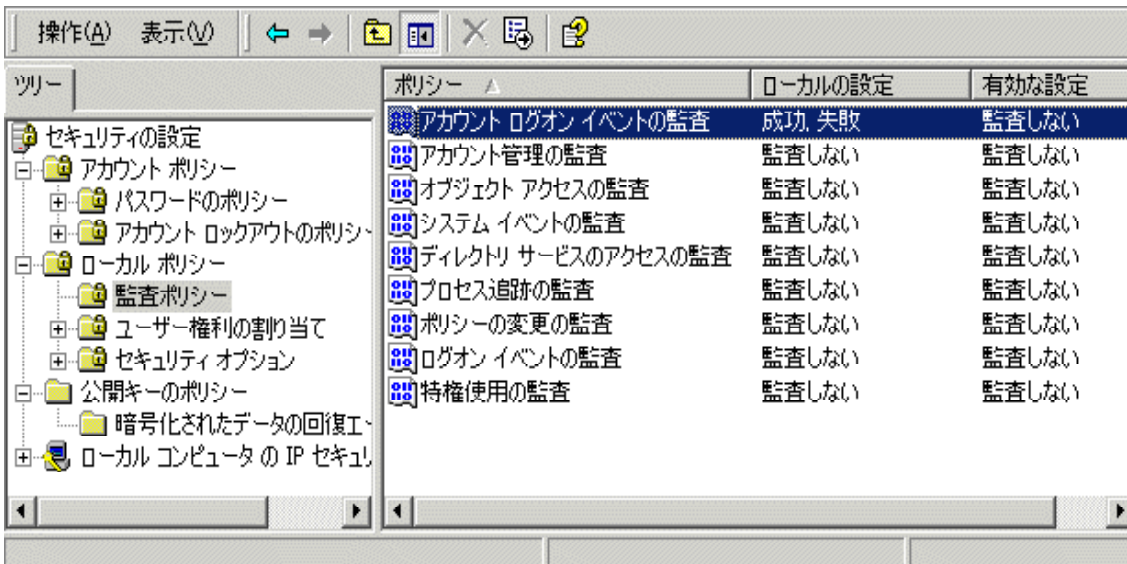 操作(A) 表示(V)
ツリー
セキュリティの設定
アカウント ポリシー
パスワードのポリシー
アカウント ロックアウトのポリシー
ローカル ポリシー
監査ポリシー
ユーザー権利の割り当て
セキュリティ オプション
公開キーのポリシー
暗号化されたデータの回復エ
ローカル コンピュータ の IP セキュリ
ポリシー ローカルの設定 有効な設定
アカウント ログオン イベントの監査 成功, 失敗 監査しない
アカウント管理の監査 監査しない 監査しない
オブジェクト アクセスの監査 監査しない 監査しない
システム イベントの監査 監査しない 監査しない
ディレクトリ サービスのアクセスの監査 監査しない 監査しない
プロセス追跡の監査 監査しない 監査しない
ポリシーの変更の監査 監査しない 監査しない
ログオン イベントの監査 監査しない 監査しない
特権使用の監査 監査しない 監査しない